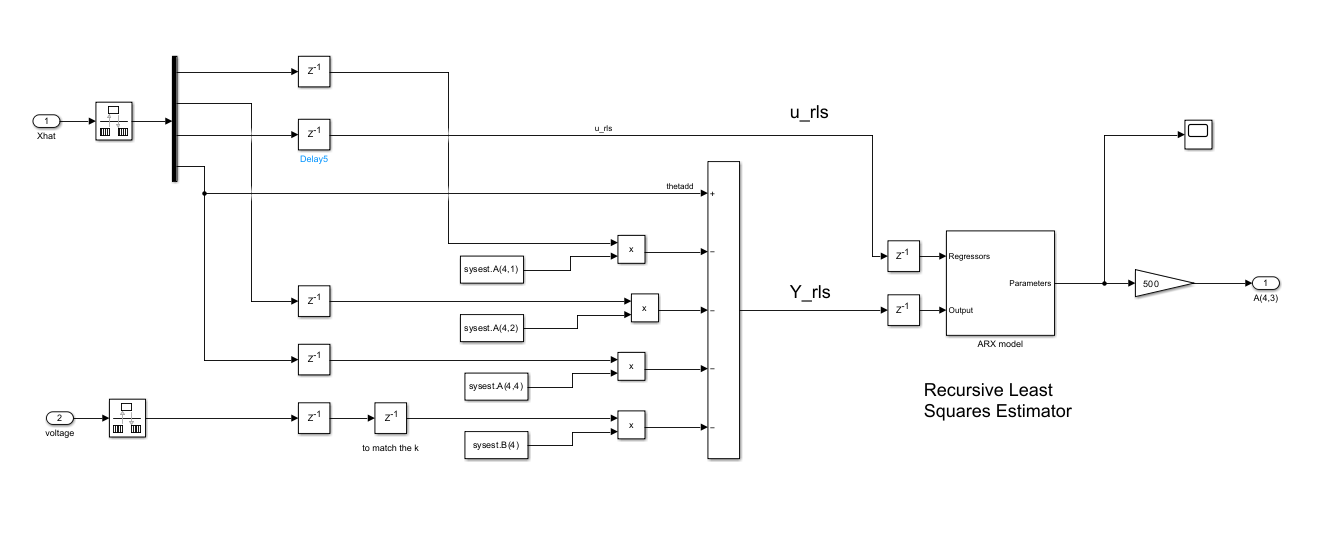 Z-1
u_rls
1
Xhat
Z-1
u_rls
Delay5
thetadd
+
x
−
sysest.A(4,1)
Z-1
Regressors
Parameters
500
1
A(4,3)
Z-1
x
−
Y_rls
Z-1
Output
sysest.A(4,2)
ARX model
Z-1
x
−
sysest.A(4,4)
Recursive Least
Squares Estimator
2
voltage
Z-1
Z-1
x
−
to match the k
sysest.B(4)